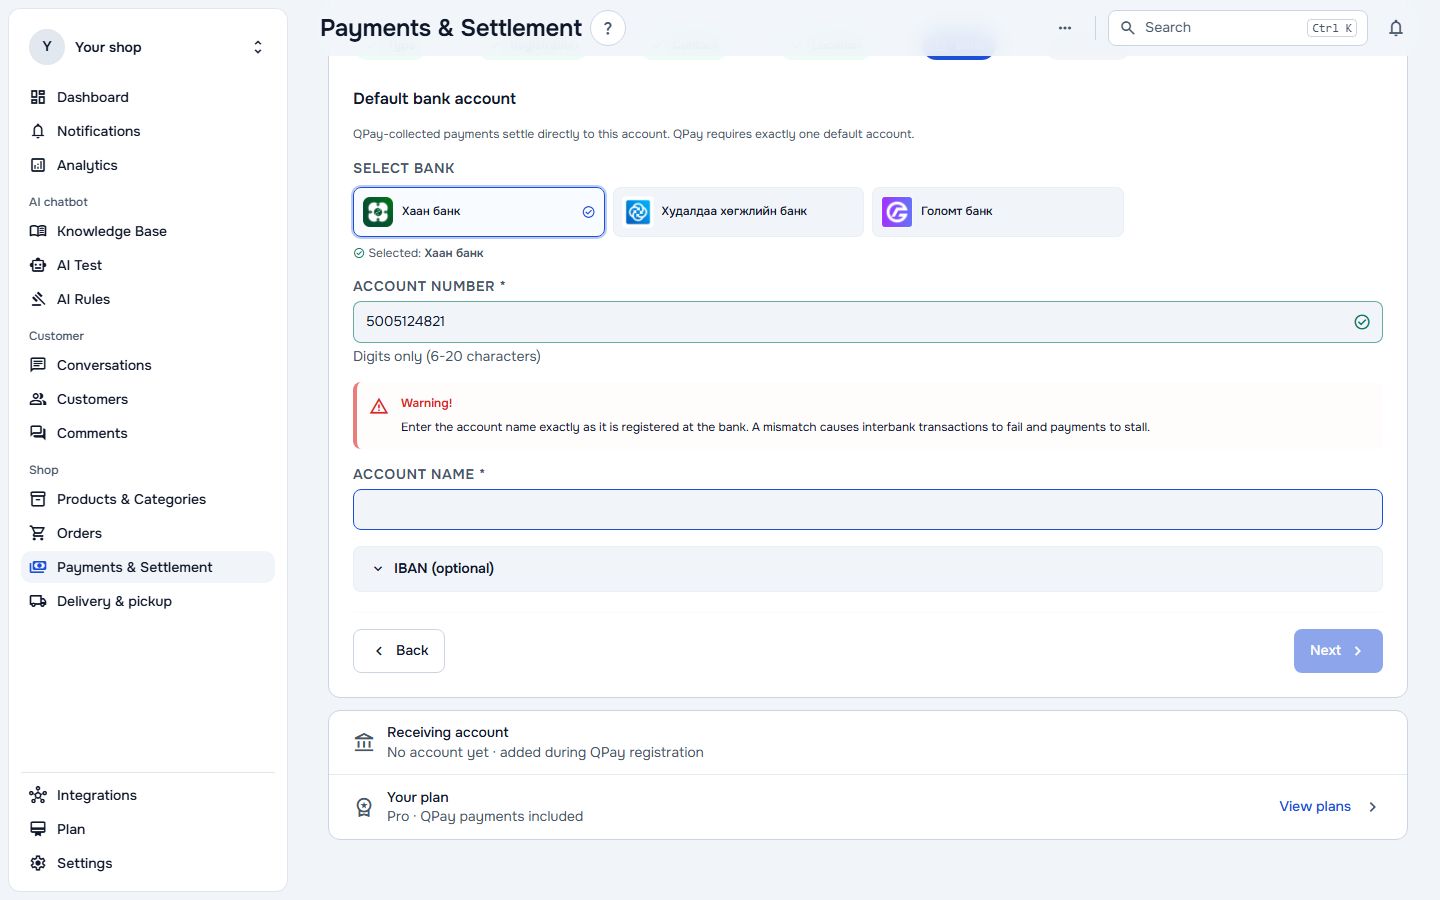 Y
Your shop
Dashboard
Notifications
Analytics
AI chatbot
Knowledge Base
AI Test
AI Rules
Customer
Conversations
Customers
Comments
Shop
Products & Categories
Orders
Payments & Settlement
Delivery & pickup
Integrations
Plan
Settings
Payments & Settlement
?
Search
Ctrl K
Default bank account
QPay-collected payments settle directly to this account. QPay requires exactly one default account.
SELECT BANK
Хаан банк
Худалдаа хөгжлийн банк
Голомт банк
Selected: Хаан банк
ACCOUNT NUMBER *
5005124821
Digits only (6-20 characters)
Warning!
Enter the account name exactly as it is registered at the bank. A mismatch causes interbank transactions to fail and payments to stall.
ACCOUNT NAME *
IBAN (optional)
Back
Next
Receiving account
No account yet · added during QPay registration
Your plan
Pro · QPay payments included
View plans